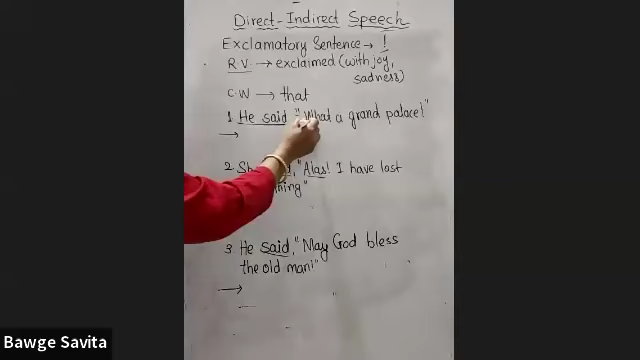 Direct-Indirect Speech
Exclamatory Sentence → !
R.V. → exclaimed (with joy,
sadness)
C.W → that
1. He said, "What a grand palace!"
→
2. "Alas! I have lost
3. He said, "May God bless
the old man!"
→
Bawge Savita